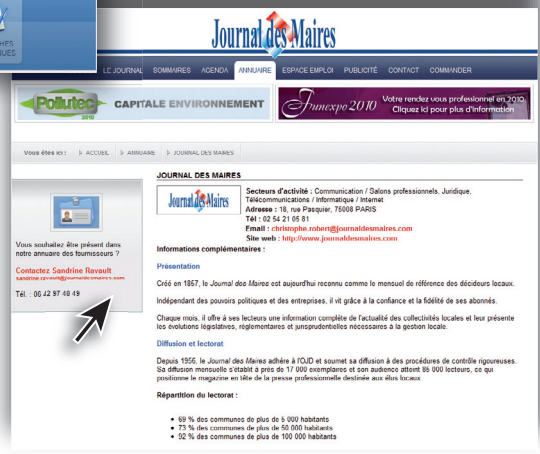 HES
QUES
Journal des Maires
LE JOURNAL SOMMAIRES AGENDA ANNUAIRE ESPACE EMPLOI PUBLICITÉ CONTACT COMMANDER
Pollutec 2010 CAPITALE ENVIRONNEMENT
Funexpo 2010 Votre rendez vous professionnel en 2010
Cliquez ici pour plus d'information
Vous êtes ici : ACCUEIL ANNUAIRE JOURNAL DES MAIRES
Vous souhaitez être présent dans
notre annuaire des fournisseurs ?
Contactez Sandrine Ravault
sandrine.ravault@journaldesmaires.com
Tél. : 06 42 97 40 49
JOURNAL DES MAIRES
Journal des Maires
Secteurs d'activité : Communication / Salons professionnels, Juridique,
Télécommunications / Informatique / Internet
Adresse : 18, rue Pasquier, 75008 PARIS
Tél : 02 54 21 05 81
Email : christophe.robert@journaldesmaires.com
Site web : http://www.journaldesmaires.com
Informations complémentaires :
Présentation
Créé en 1857, le Journal des Maires est aujourd'hui reconnu comme le mensuel de référence des décideurs locaux.
Indépendant des pouvoirs politiques et des entreprises, il vit grâce à la confiance et la fidélité de ses abonnés.
Chaque mois, il offre à ses lecteurs une information complète de l'actualité des collectivités locales et leur présente
les évolutions législatives, réglementaires et jurisprudentielles nécessaires à la gestion locale.
Diffusion et lectorat
Depuis 1956, le Journal des Maires adhère à l'OJD et soumet sa diffusion à des procédures de contrôle rigoureuses.
Sa diffusion mensuelle s'établit à près de 17 000 exemplaires et son audience atteint 85 000 lecteurs, ce qui
positionne le magazine en tête de la presse professionnelle destinée aux élus locaux
Répartition du lectorat :
• 69 % des communes de plus de 5 000 habitants
• 73 % des communes de plus de 50 000 habitants
• 92 % des communes de plus de 100 000 habitants